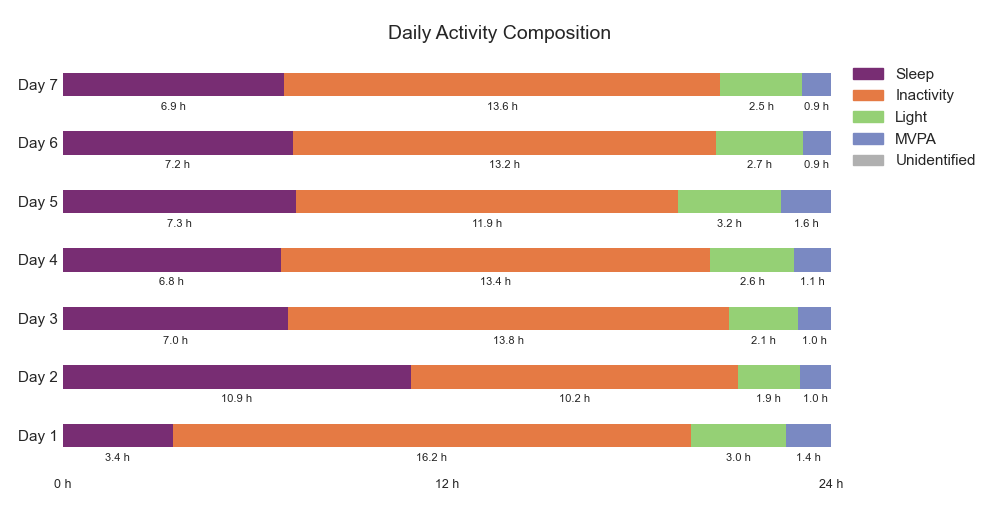 Daily Activity Composition
Day 7
6.9 h 13.6 h 2.5 h 0.9 h
Day 6
7.2 h 13.2 h 2.7 h 0.9 h
Day 5
7.3 h 11.9 h 3.2 h 1.6 h
Day 4
6.8 h 13.4 h 2.6 h 1.1 h
Day 3
7.0 h 13.8 h 2.1 h 1.0 h
Day 2
10.9 h 10.2 h 1.9 h 1.0 h
Day 1
3.4 h 16.2 h 3.0 h 1.4 h
0 h 12 h 24 h
Sleep
Inactivity
Light
MVPA
Unidentified